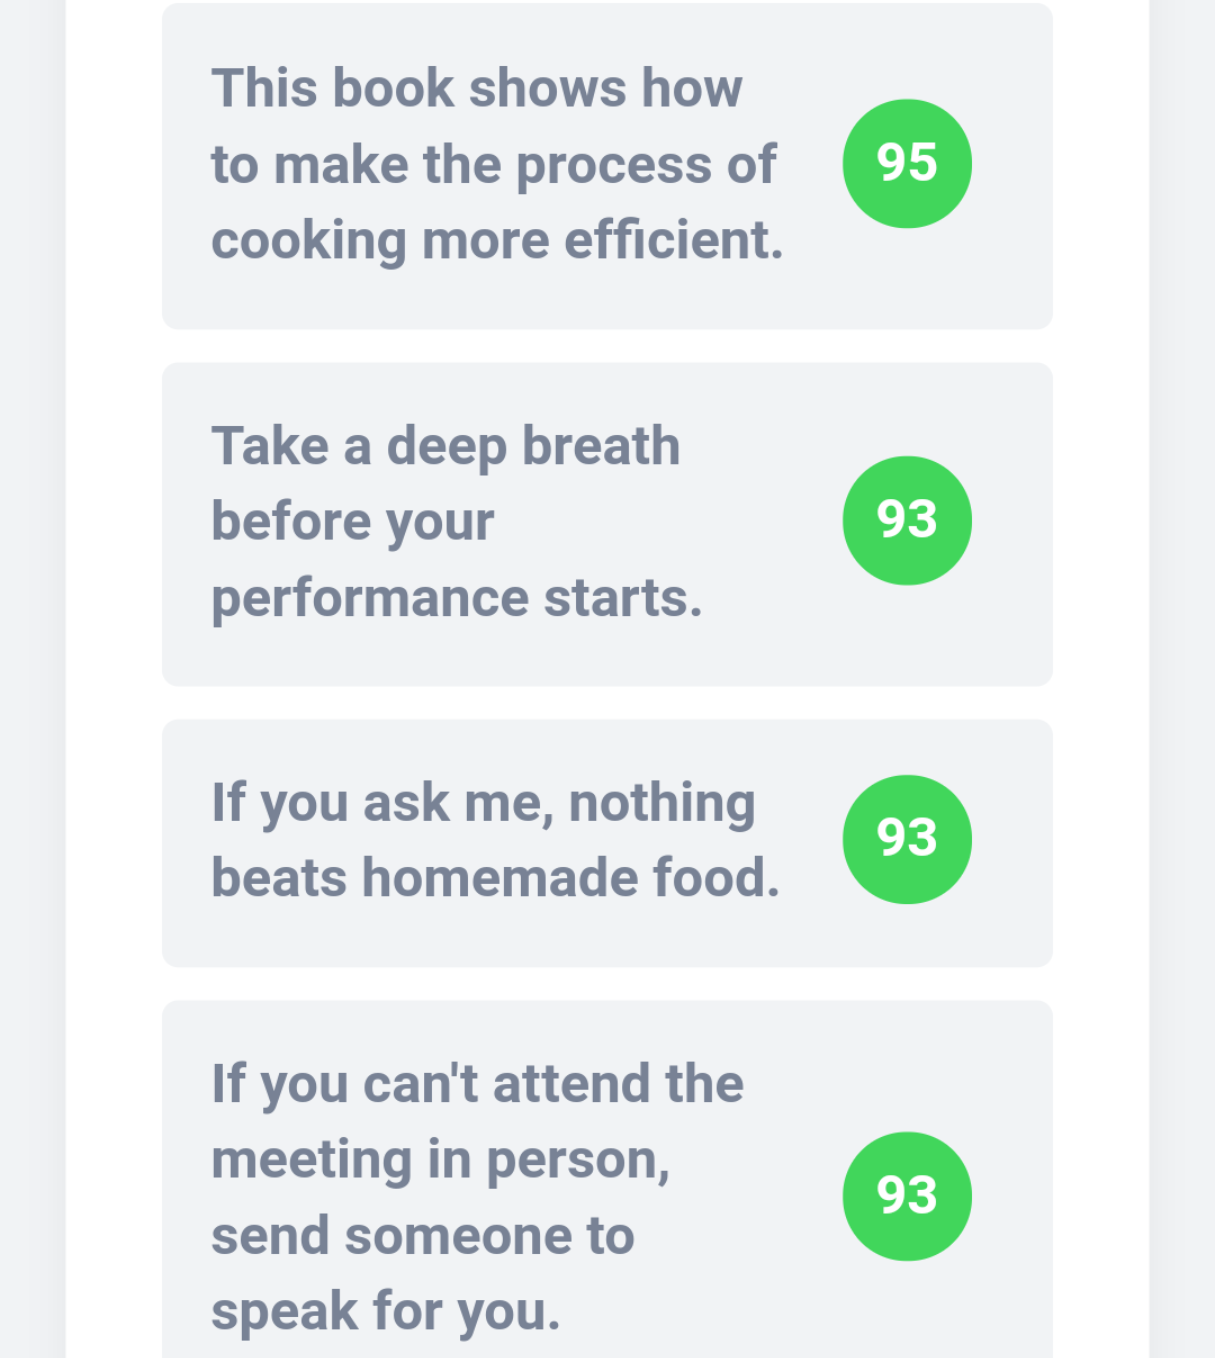 This book shows how
to make the process of
cooking more efficient.
95
Take a deep breath
before your
performance starts.
93
If you ask me, nothing
beats homemade food.
93
If you can't attend the
meeting in person,
send someone to
speak for you.
93